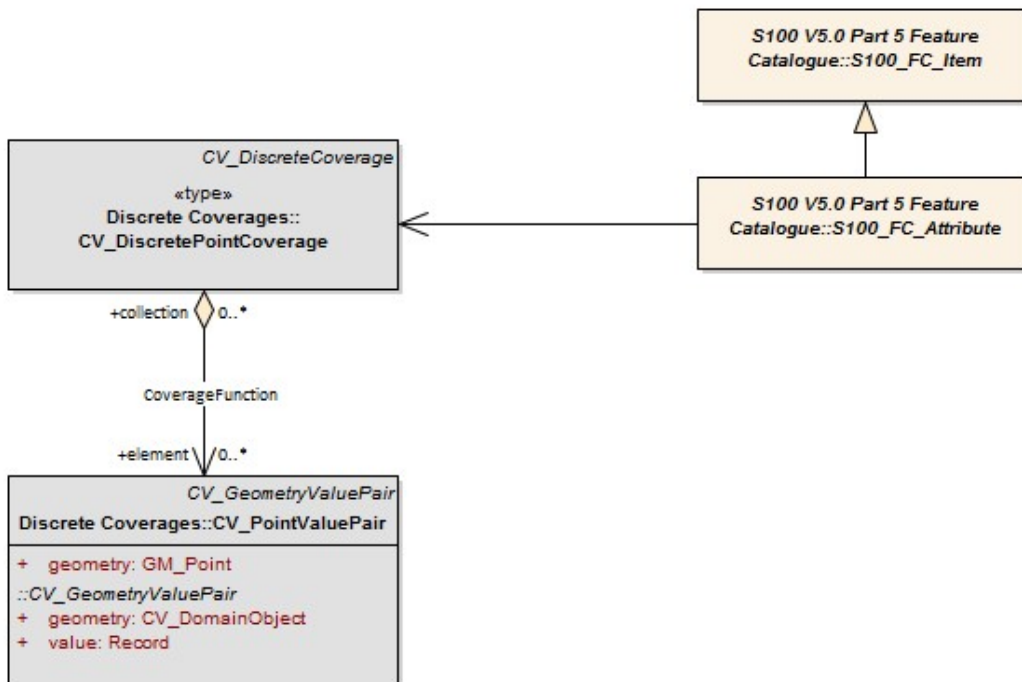 S100 V5.0 Part 5 Feature
Catalogue::S100_FC_Item
CV_DiscreteCoverage
«type»
Discrete Coverages::
CV_DiscretePointCoverage
S100 V5.0 Part 5 Feature
Catalogue::S100_FC_Attribute
+collection 0..*
CoverageFunction
+element 0..*
CV_GeometryValuePair
Discrete Coverages::CV_PointValuePair
+ geometry: GM_Point
::CV_GeometryValuePair
+ geometry: CV_DomainObject
+ value: Record